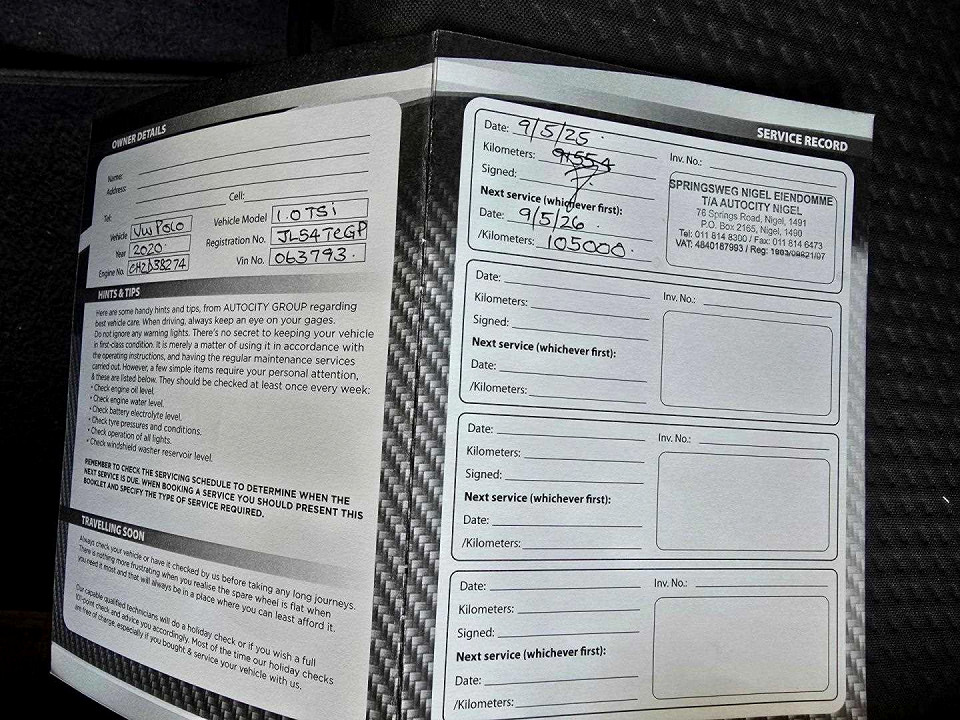 OWNER DETAILS
Name:
Address:
Cell:
Tel:
Vehicle VW POLO Vehicle Model 1.0 TSi
Year 2020 Registration No.
Engine No. Vin No. 063793
HINTS & TIPS
Here are some handy hints and tips, from AUTOCITY GROUP regarding
best vehicle care. When driving, always keep an eye on your gages.
Do not ignore any warning lights. There's no secret to keeping your vehicle
in first-class condition. It is merely a matter of using it in accordance with
the operating instructions, and having the regular maintenance services
carried out. However, a few simple items require your personal attention,
& these are listed below. They should be checked at least once every week:
• Check engine oil level.
• Check engine water level.
• Check battery electrolyte level.
• Check tyre pressures and conditions.
• Check operation of all lights.
• Check windshield washer reservoir level.
REMEMBER TO CHECK THE SERVICING SCHEDULE TO DETERMINE WHEN THE
NEXT SERVICE IS DUE. WHEN BOOKING A SERVICE YOU SHOULD PRESENT THIS
BOOKLET AND SPECIFY THE TYPE OF SERVICE REQUIRED.
TRAVELLING SOON
Always check your vehicle or have it checked by us before taking any long journeys.
There is nothing more frustrating when you realise the spare wheel is flat when
you need it most and that will always be in a place where you can least afford it.
Our capable qualified technicians will do a holiday check or if you wish a full
101-point check and advice you accordingly. Most of the time our holiday checks
are free of charge, especially if you bought & service your vehicle with us.
SERVICE RECORD
Date: 9/5/25
Kilometers: Inv. No.:
Signed:
Next service (whichever first):
Date: 9/5/26
/Kilometers: 105000
SPRINGSWEG NIGEL EIENDOMME
T/A AUTOCITY NIGEL
76 Springs Road, Nigel, 1491
P.O. Box 2165, Nigel, 1490
Tel: 011 814 8300 / Fax: 011 814 6473
VAT: 4840187993 / Reg:
Date:
Kilometers: Inv. No.:
Signed:
Next service (whichever first):
Date:
/Kilometers:
Date:
Kilometers: Inv. No.:
Signed:
Next service (whichever first):
Date:
/Kilometers:
Date:
Kilometers: Inv. No.:
Signed:
Next service (whichever first):
Date:
/Kilometers: